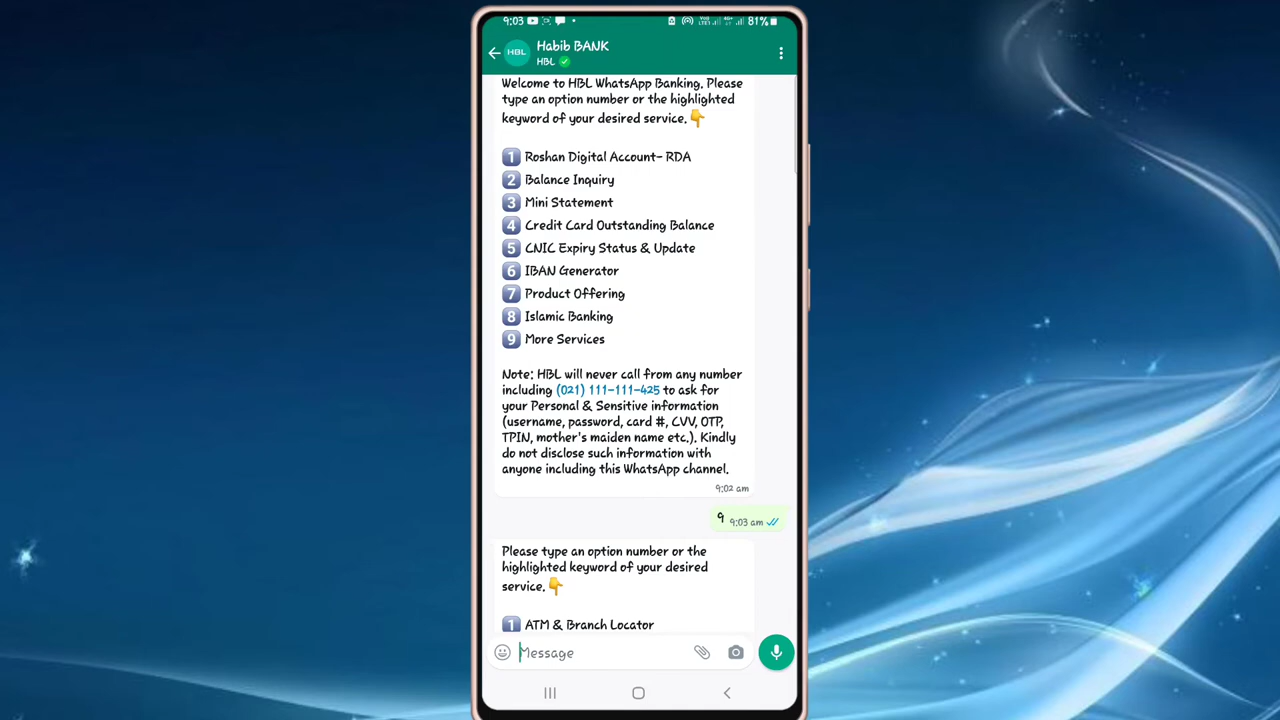 9:03 81%
HBL Habib BANK
HBL
Welcome to HBL WhatsApp Banking. Please
type an option number or the highlighted
keyword of your desired service.👇
1 Roshan Digital Account- RDA
2 Balance Inquiry
3 Mini Statement
4 Credit Card Outstanding Balance
5 CNIC Expiry Status & Update
6 IBAN Generator
7 Product Offering
8 Islamic Banking
9 More Services
Note: HBL will never call from any number
including (021) 111-111-425 to ask for
your Personal & Sensitive information
(username, password, card #, CVV, OTP,
TPIN, mother's maiden name etc.). Kindly
do not disclose such information with
anyone including this WhatsApp channel.
9:02 am
9 9:03 am
Please type an option number or the
highlighted keyword of your desired
service.👇
1 ATM & Branch Locator
Message